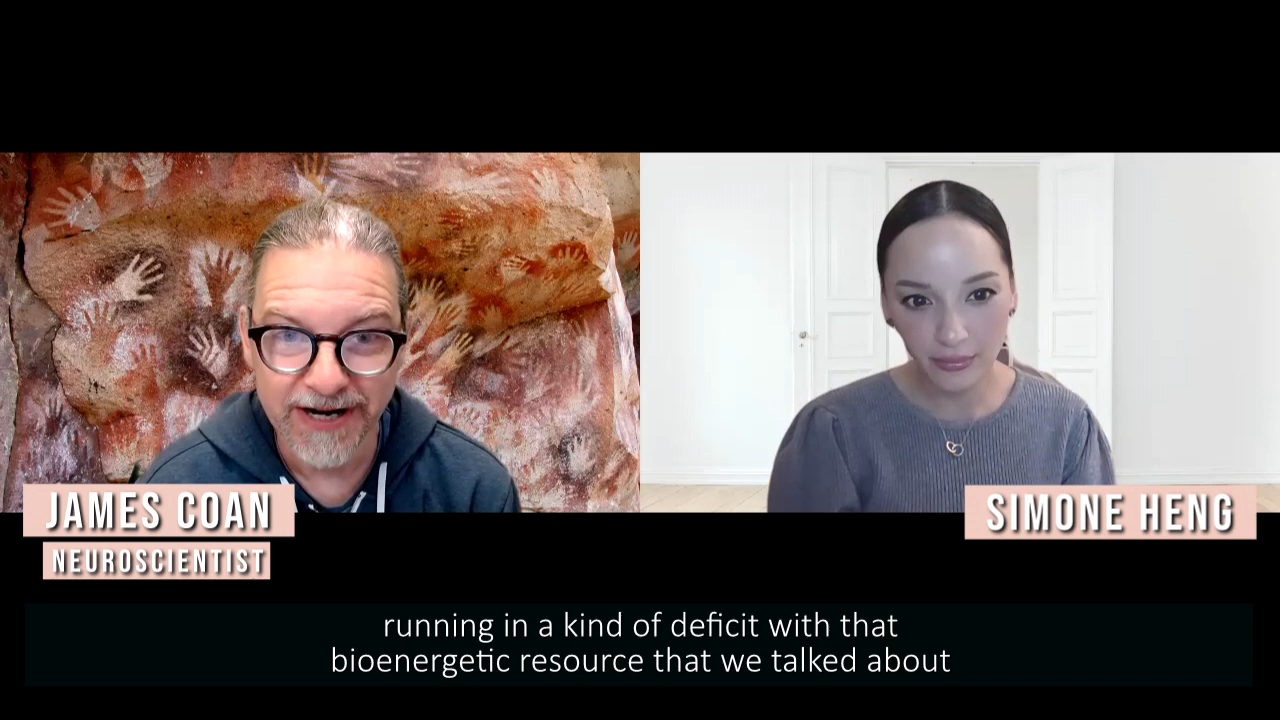 JAMES COAN
NEUROSCIENTIST
SIMONE HENG
running in a kind of deficit with that
bioenergetic resource that we talked about